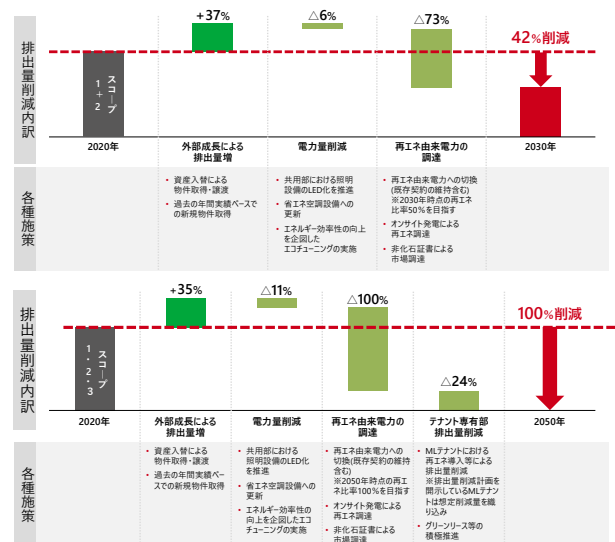 排出量削減内訳
+37%
△6%
△73%
42%削減
スコープ
1+2
2020年
外部成長による
排出量増
電力量削減
再エネ由来電力の
調達
2030年
各種施策
• 資産入替による
物件取得・譲渡
• 過去の年間実績ベースで
の新規物件取得
• 共用部における照明
設備のLED化を推進
• 省エネ空調設備への
更新
• エネルギー効率性の向上
を企図した
エコチューニングの実施
• 再エネ由来電力への切換
(既存契約の維持含む)
※2030年時点の再エネ
比率50%を目指す
• オンサイト発電による
再エネ調達
• 非化石証書による
市場調達
排出量削減内訳
+35%
△11%
△100%
△24%
100%削減
スコープ
1・2・3
2020年
外部成長による
排出量増
電力量削減
再エネ由来電力の
調達
テナント専有部
排出量削減
2050年
各種施策
• 資産入替による
物件取得・譲渡
• 過去の年間実績ベー
スでの新規物件取得
• 共用部における
照明設備のLED化
を推進
• 省エネ空調設備への
更新
• エネルギー効率性
の向上を企図したエコ
チューニングの実施
• 再エネ由来電力への
切換(既存契約の維持
含む)
※2050年時点の再エ
ネ比率100%を目指す
• オンサイト発電による
再エネ調達
• 非化石証書による
市場調達
• MLテナントにおける
再エネ導入等による
排出量削減
※排出量削減計画を
開示しているMLテナン
トは想定削減量を織
り込み
• グリーンリース等の
積極推進